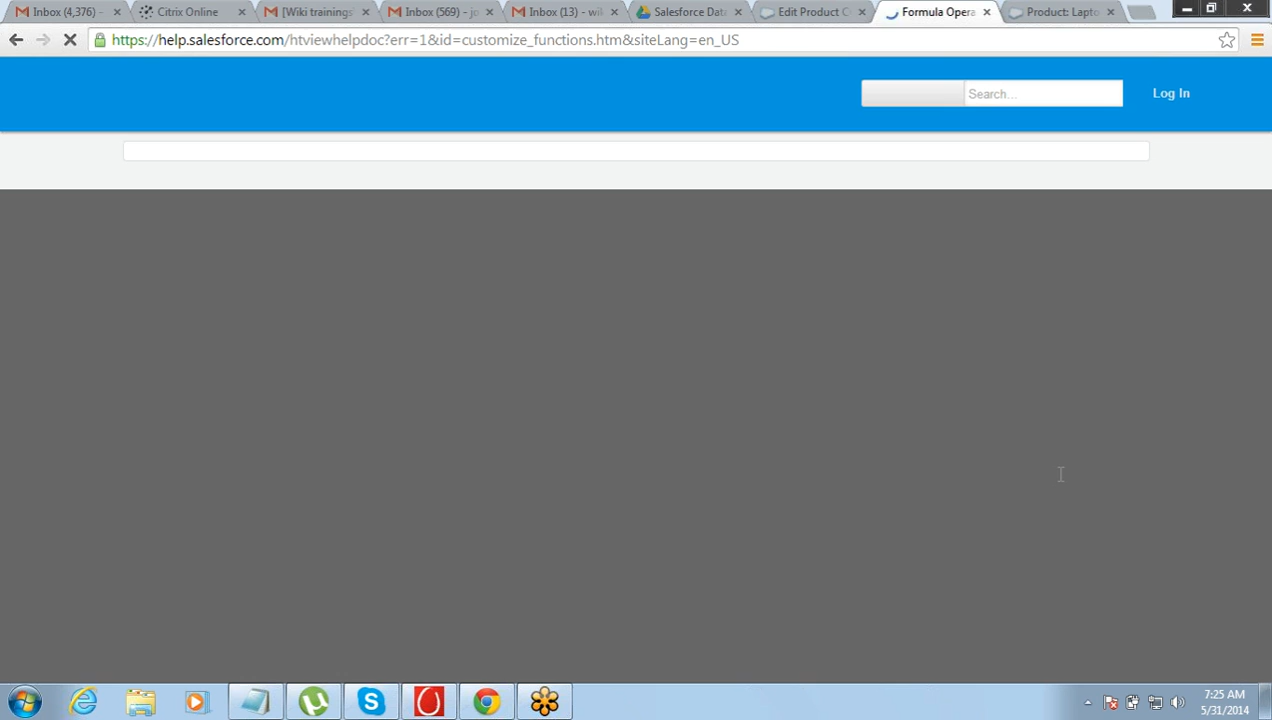 Inbox (4,376) -
Citrix Online
[Wiki trainings
Inbox (569) - jo
Inbox (13) - wik
Salesforce Data
Edit Product C
Formula Opera
Product: Lapto
https://help.salesforce.com/htviewhelpdoc?err=1&id=customize_functions.htm&siteLang=en_US
Search...
Log In
7:25 AM
5/31/2014